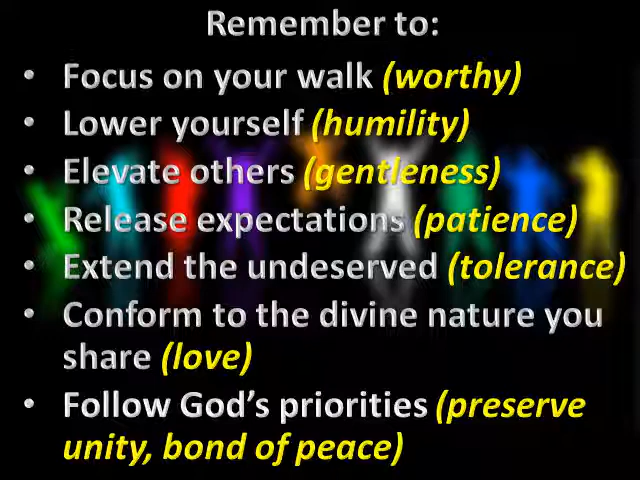 Remember to:
• Focus on your walk (worthy)
• Lower yourself (humility)
• Elevate others (gentleness)
• Release expectations (patience)
• Extend the undeserved (tolerance)
• Conform to the divine nature you
share (love)
• Follow God's priorities (preserve
unity, bond of peace)